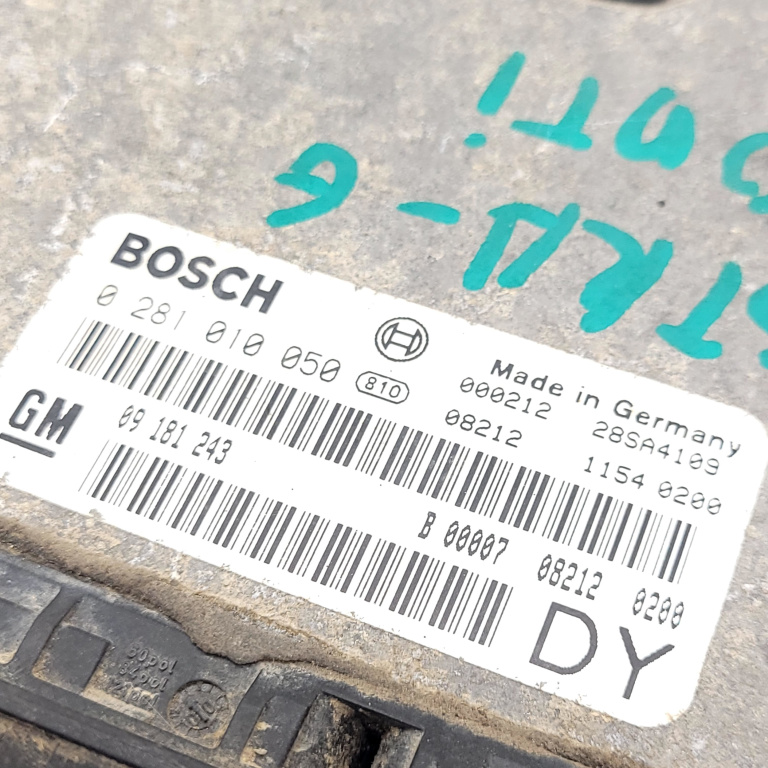 DTI
STRA-G
BOSCH
0 281 010 050
810
Made in Germany
000212 28SA4109
08212 1154 0200
GM
09 181 243
B 00007 08212 0200
DY